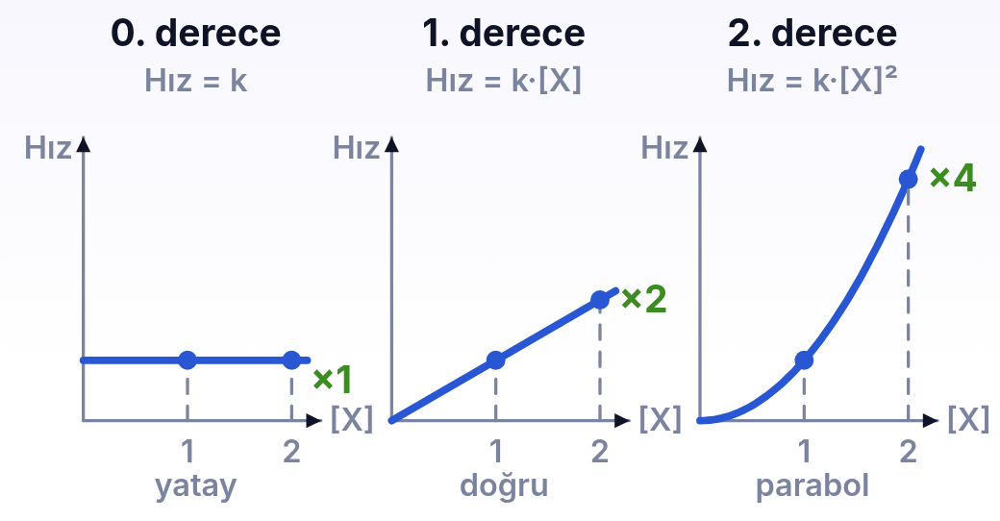 0. derece
Hız = k
Hız
×1
[X]
1
2
yatay
1. derece
Hız = k·[X]
Hız
×2
[X]
1
2
doğru
2. derece
Hız = k·[X]²
Hız
×4
[X]
1
2
parabol